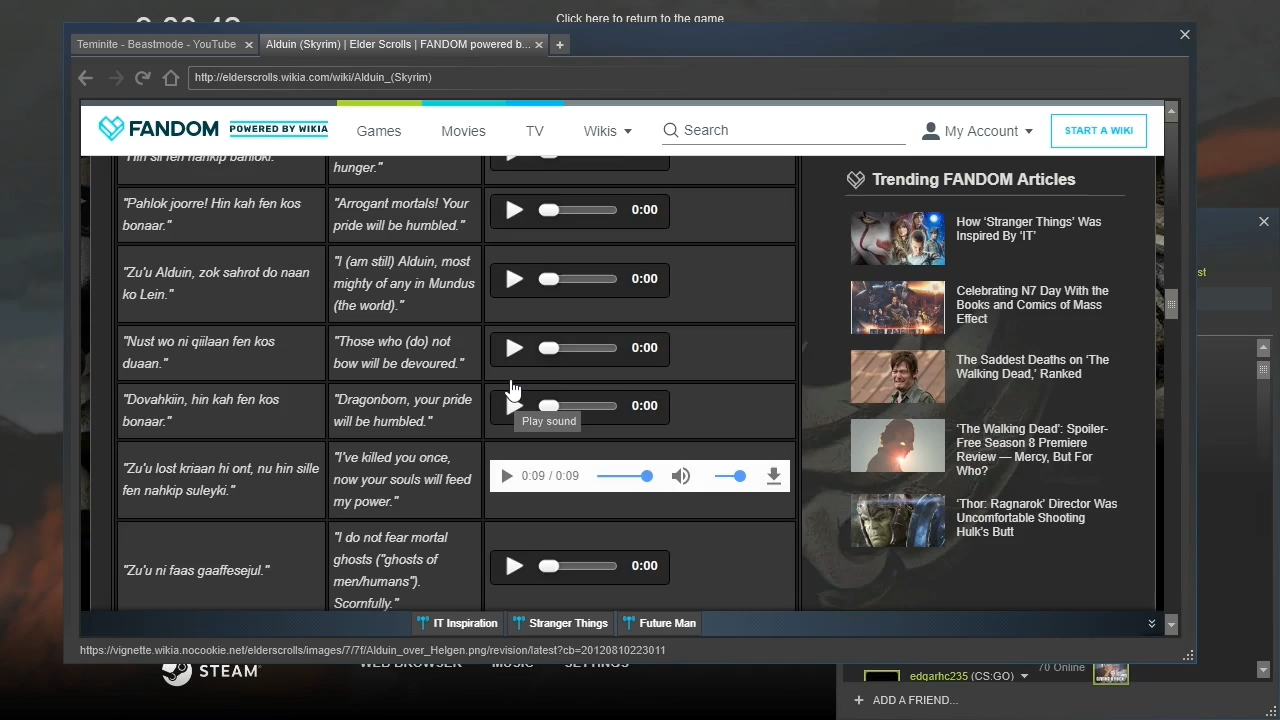 Click here to return to the game
Teminite - Beastmode - YouTube
Alduin (Skyrim) | Elder Scrolls | FANDOM powered b...
http://elderscrolls.wikia.com/wiki/Alduin_(Skyrim)
FANDOM POWERED BY WIKIA
Games
Movies
TV
Wikis
Search
My Account
START A WIKI
hunger."
"Pahlok joorre! Hin kah fen kos
bonaar."
"Arrogant mortals! Your
pride will be humbled."
0:00
"Zu'u Alduin, zok sahrot do naan
ko Lein."
"I (am still) Alduin, most
mighty of any in Mundus
(the world)."
0:00
"Nust wo ni qiilaan fen kos
duaan."
"Those who (do) not
bow will be devoured."
0:00
"Dovahkiin, hin kah fen kos
bonaar."
"Dragonborn, your pride
will be humbled."
0:00
Play sound
"Zu'u lost kriaan hi ont, nu hin sille
fen nahkip suleyki."
"I've killed you once,
now your souls will feed
my power."
0:09 / 0:09
"Zu'u ni faas gaaffesejul."
"I do not fear mortal
ghosts ("ghosts of
men/humans").
Scornfully."
0:00
Trending FANDOM Articles
How 'Stranger Things' Was
Inspired By 'IT'
Celebrating N7 Day With the
Books and Comics of Mass
Effect
The Saddest Deaths on 'The
Walking Dead,' Ranked
'The Walking Dead': Spoiler-
Free Season 8 Premiere
Review — Mercy, But For
Who?
'Thor: Ragnarok' Director Was
Uncomfortable Shooting
Hulk's Butt
IT Inspiration
Stranger Things
Future Man
https://vignette.wikia.nocookie.net/elderscrolls/images/7/7f/Alduin_over_Helgen.png/revision/latest?cb=20120810223011
STEAM
WEB BROWSER
MUSIC
SETTINGS
70 Online
edgarhc235 (CS:GO)
+ ADD A FRIEND...